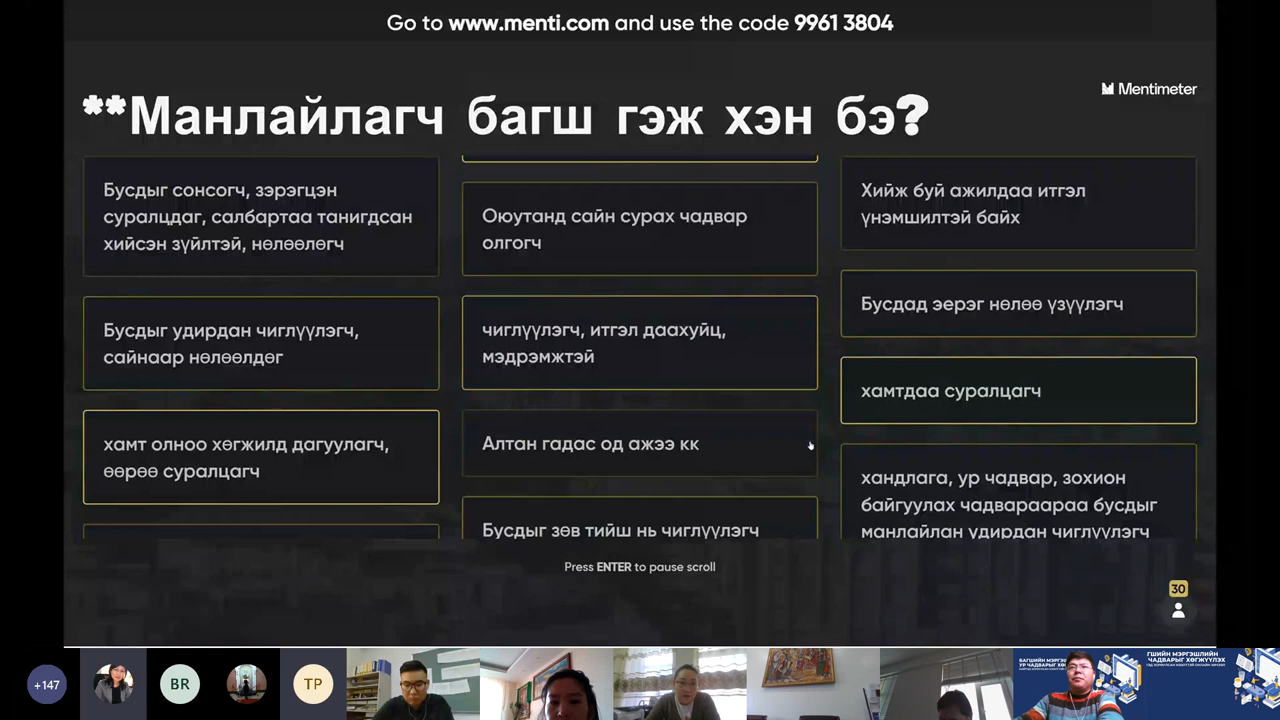 Go to www.menti.com and use the code 9961 3804
Mentimeter
**Манлайлагч багш гэж хэн бэ?
Бусдыг сонсогч, зэрэгцэн
суралцдаг, салбартаа танигдсан
хийсэн зүйлтэй, нөлөөлөгч
Бусдыг удирдан чиглүүлэгч,
сайнаар нөлөөлдөг
хамт олноо хөгжилд дагуулагч,
өөрөө суралцагч
Оюутанд сайн сурах чадвар
олгогч
чиглүүлэгч, итгэл даахуйц,
мэдрэмжтэй
Алтан гадас од ажээ кк
Бусдыг зөв тийш нь чиглүүлэгч
Хийж буй ажилдаа итгэл
үнэмшилтэй байх
Бусдад эерэг нөлөө үзүүлэгч
хамтдаа суралцагч
хандлага, ур чадвар, зохион
байгуулах чадвараараа бусдыг
манлайлан удирдан чиглүүлэгч
Press ENTER to pause scroll
30
+147
BR
TP